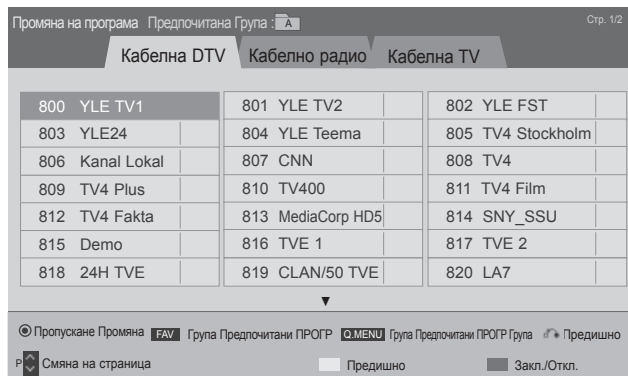 Промяна на програма Предпочитана Група : A Стр. 1/2
Кабелна DTV Кабелно радио Кабелна TV
800 YLE TV1 801 YLE TV2 802 YLE FST
803 YLE24 804 YLE Teema 805 TV4 Stockholm
806 Kanal Lokal 807 CNN 808 TV4
809 TV4 Plus 810 TV400 811 TV4 Film
812 TV4 Fakta 813 MediaCorp HD5 814 SNY_SSU
815 Demo 816 TVE 1 817 TVE 2
818 24H TVE 819 CLAN/50 TVE 820 LA7
▼
Пропускане Промяна FAV Група Предпочитани ПРОГР Q.MENU Група Предпочитани ПРОГР Група Предишно
P Смяна на страница Предишно Закл./Откл.